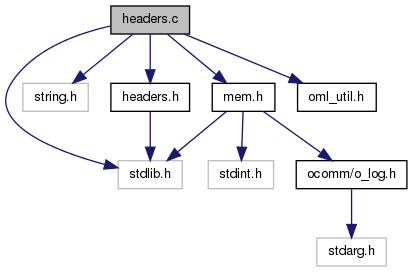 headers.c
string.h
headers.h
mem.h
oml_util.h
stdlib.h
stdint.h
ocomm/o_log.h
stdarg.h